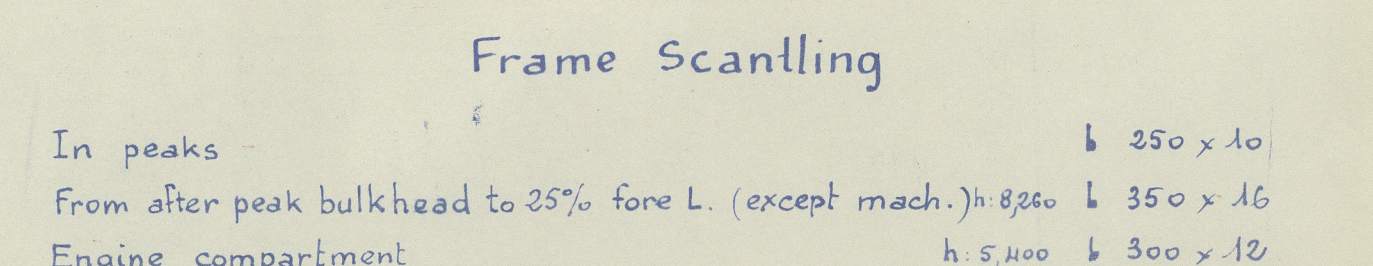 Frame Scantling
In peaks b 250 x 10
From after peak bulkhead to 25% fore L. (except mach.) h: 8,260 b 350 x 16
Engine compartment h: 5,400 b 300 x 12